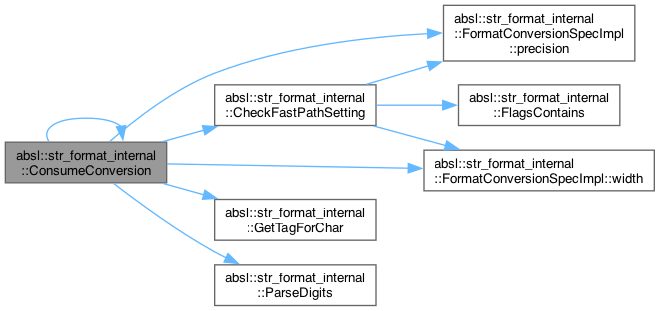 absl::str_format_internal
::FormatConversionSpecImpl
::precision
absl::str_format_internal
::CheckFastPathSetting
absl::str_format_internal
::FlagsContains
absl::str_format_internal
::ConsumeConversion
absl::str_format_internal
::FormatConversionSpecImpl::width
absl::str_format_internal
::GetTagForChar
absl::str_format_internal
::ParseDigits